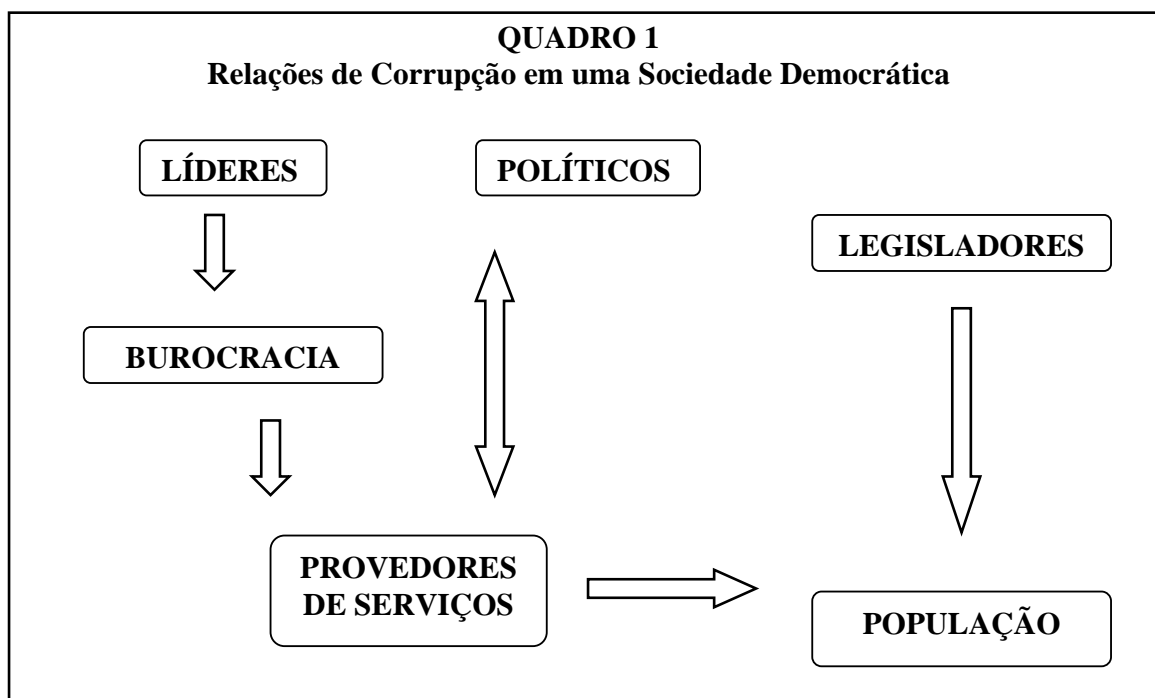 QUADRO 1
Relações de Corrupção em uma Sociedade Democrática
LÍDERES
POLÍTICOS
LEGISLADORES
BUROCRACIA
PROVEDORES
DE SERVIÇOS
POPULAÇÃO